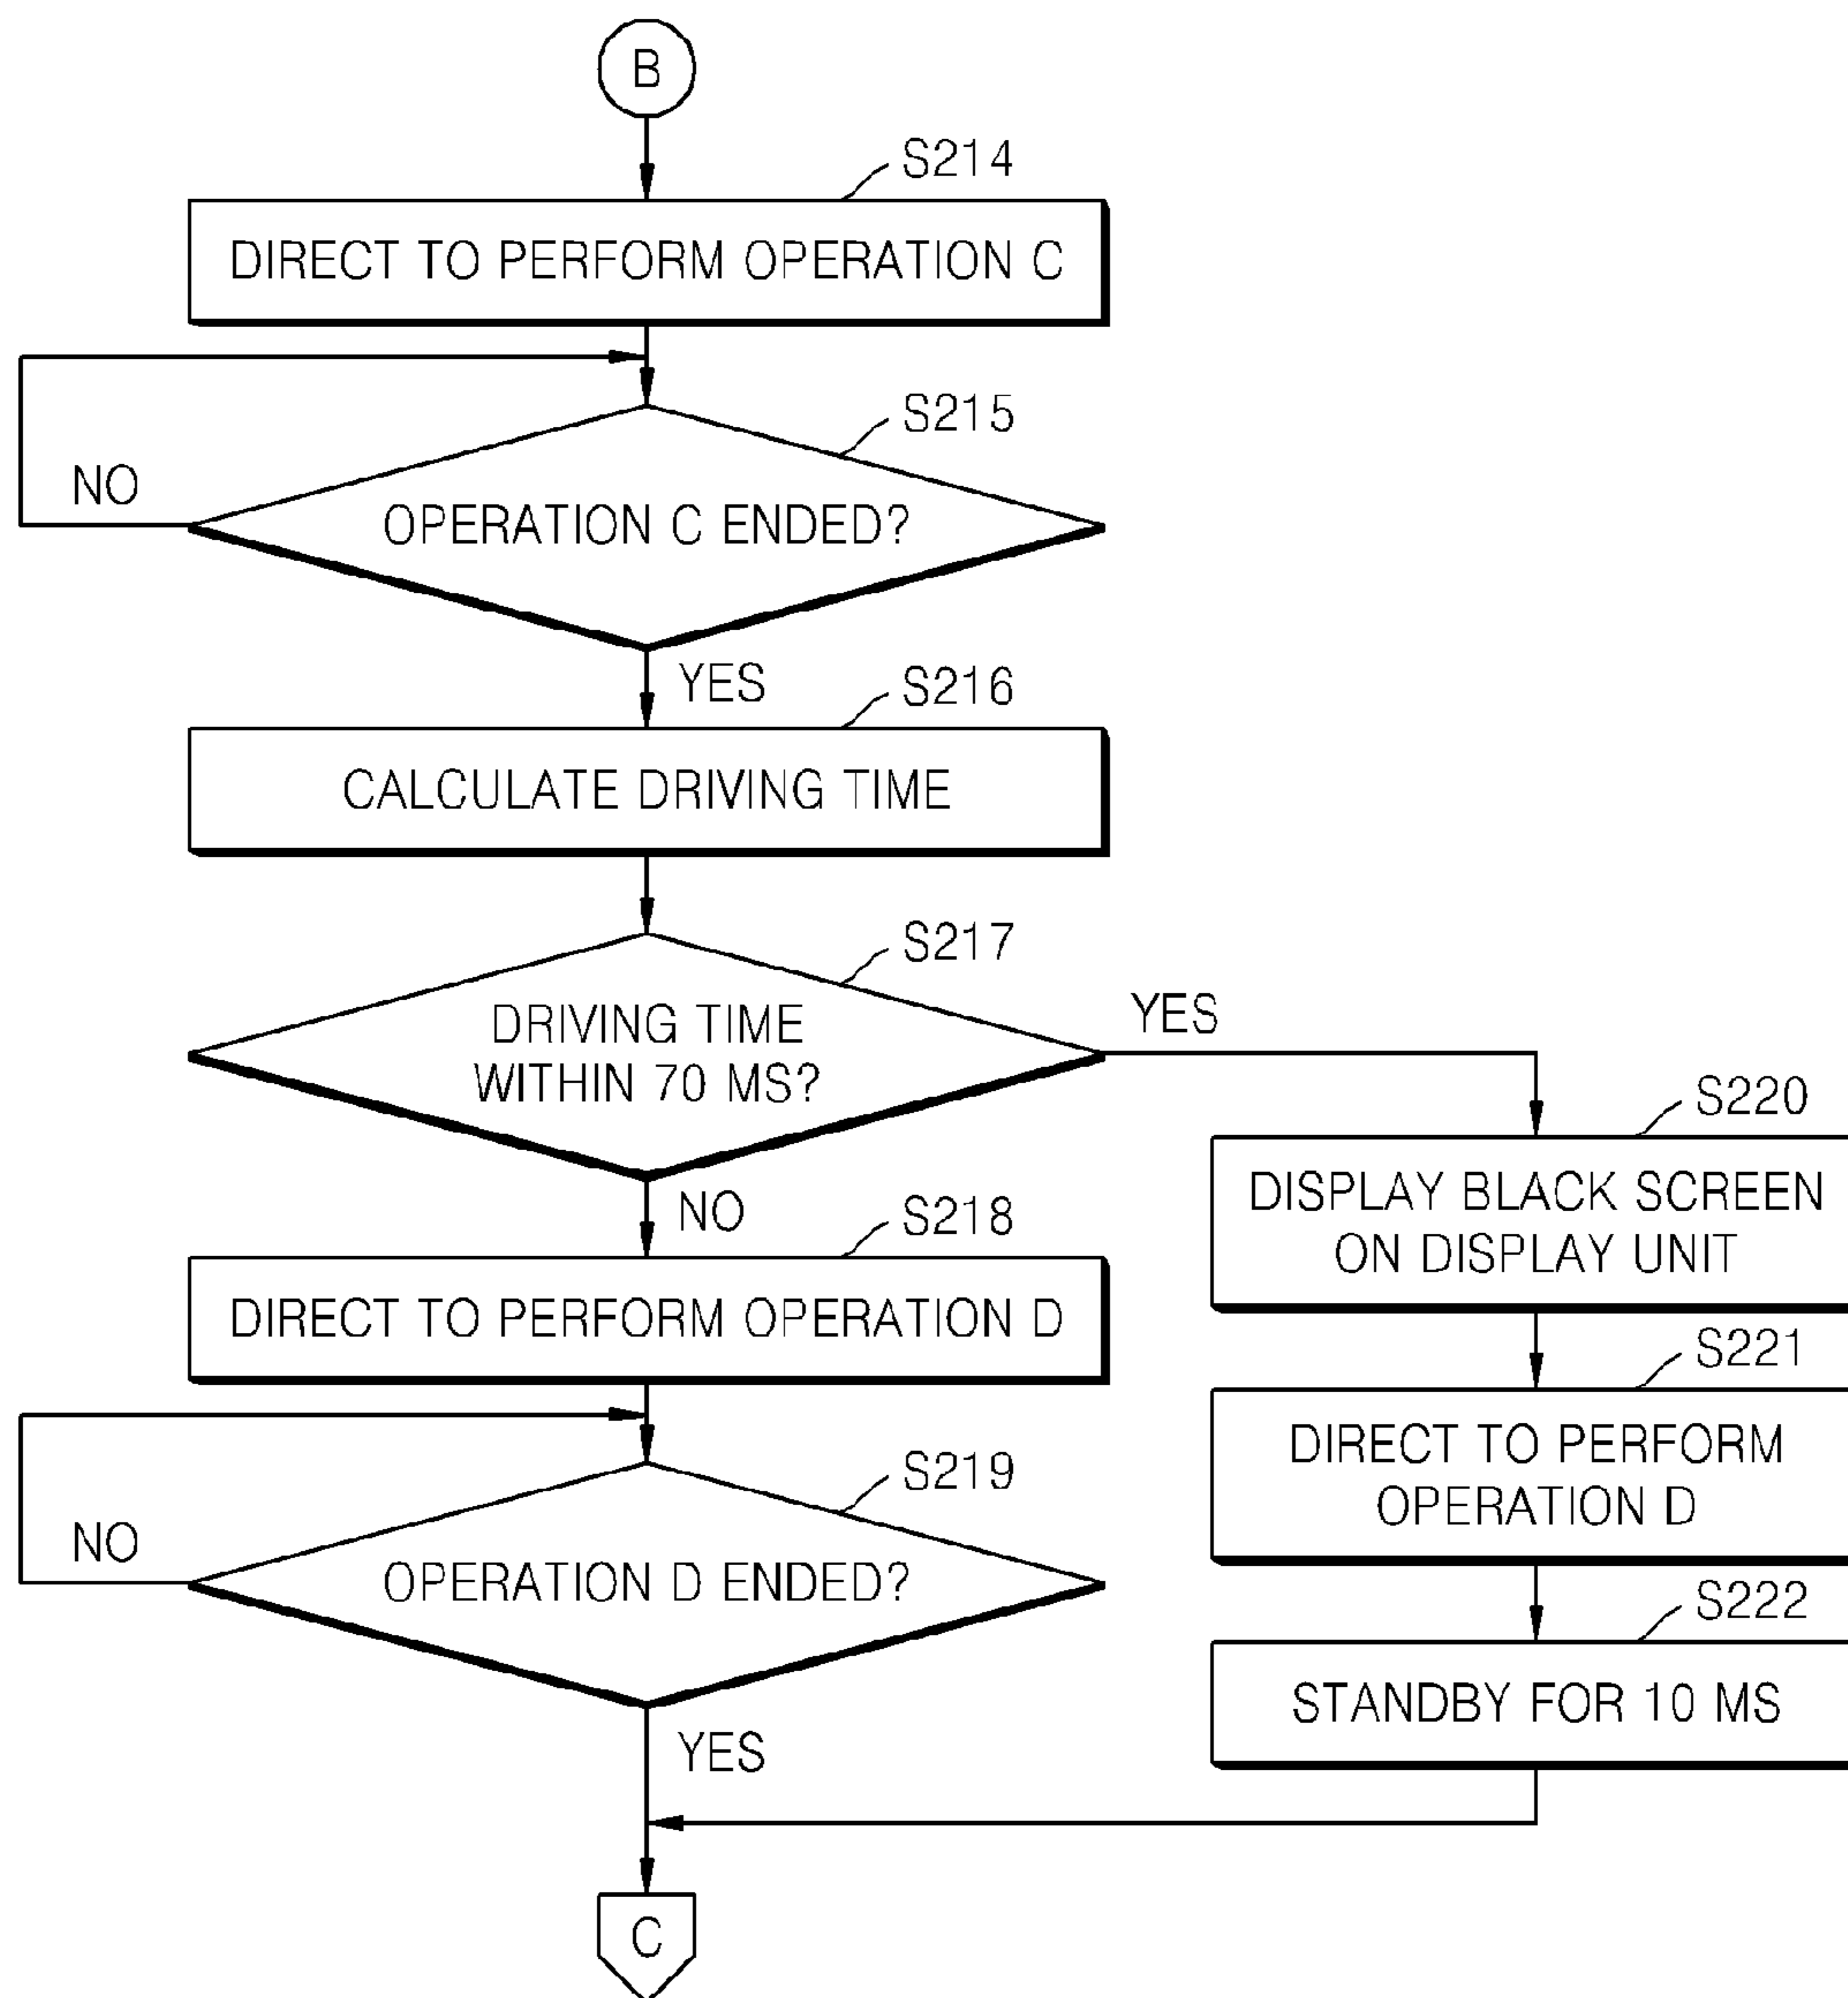 B
S214
DIRECT TO PERFORM OPERATION C
S215
NO
OPERATION C ENDED?
YES
S216
CALCULATE DRIVING TIME
S217
DRIVING TIME
WITHIN 70 MS?
YES
NO
S218
DIRECT TO PERFORM OPERATION D
S219
NO
OPERATION D ENDED?
YES
S220
DISPLAY BLACK SCREEN
ON DISPLAY UNIT
S221
DIRECT TO PERFORM
OPERATION D
S222
STANDBY FOR 10 MS
C